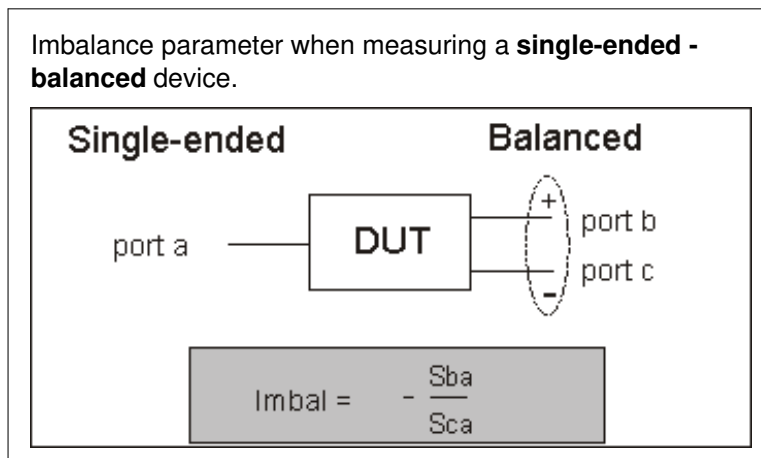 Imbalance parameter when measuring a single-ended -
balanced device.
Single-ended
Balanced
port a
DUT
+
port b
port c
-
Imbal = - Sba
Sca